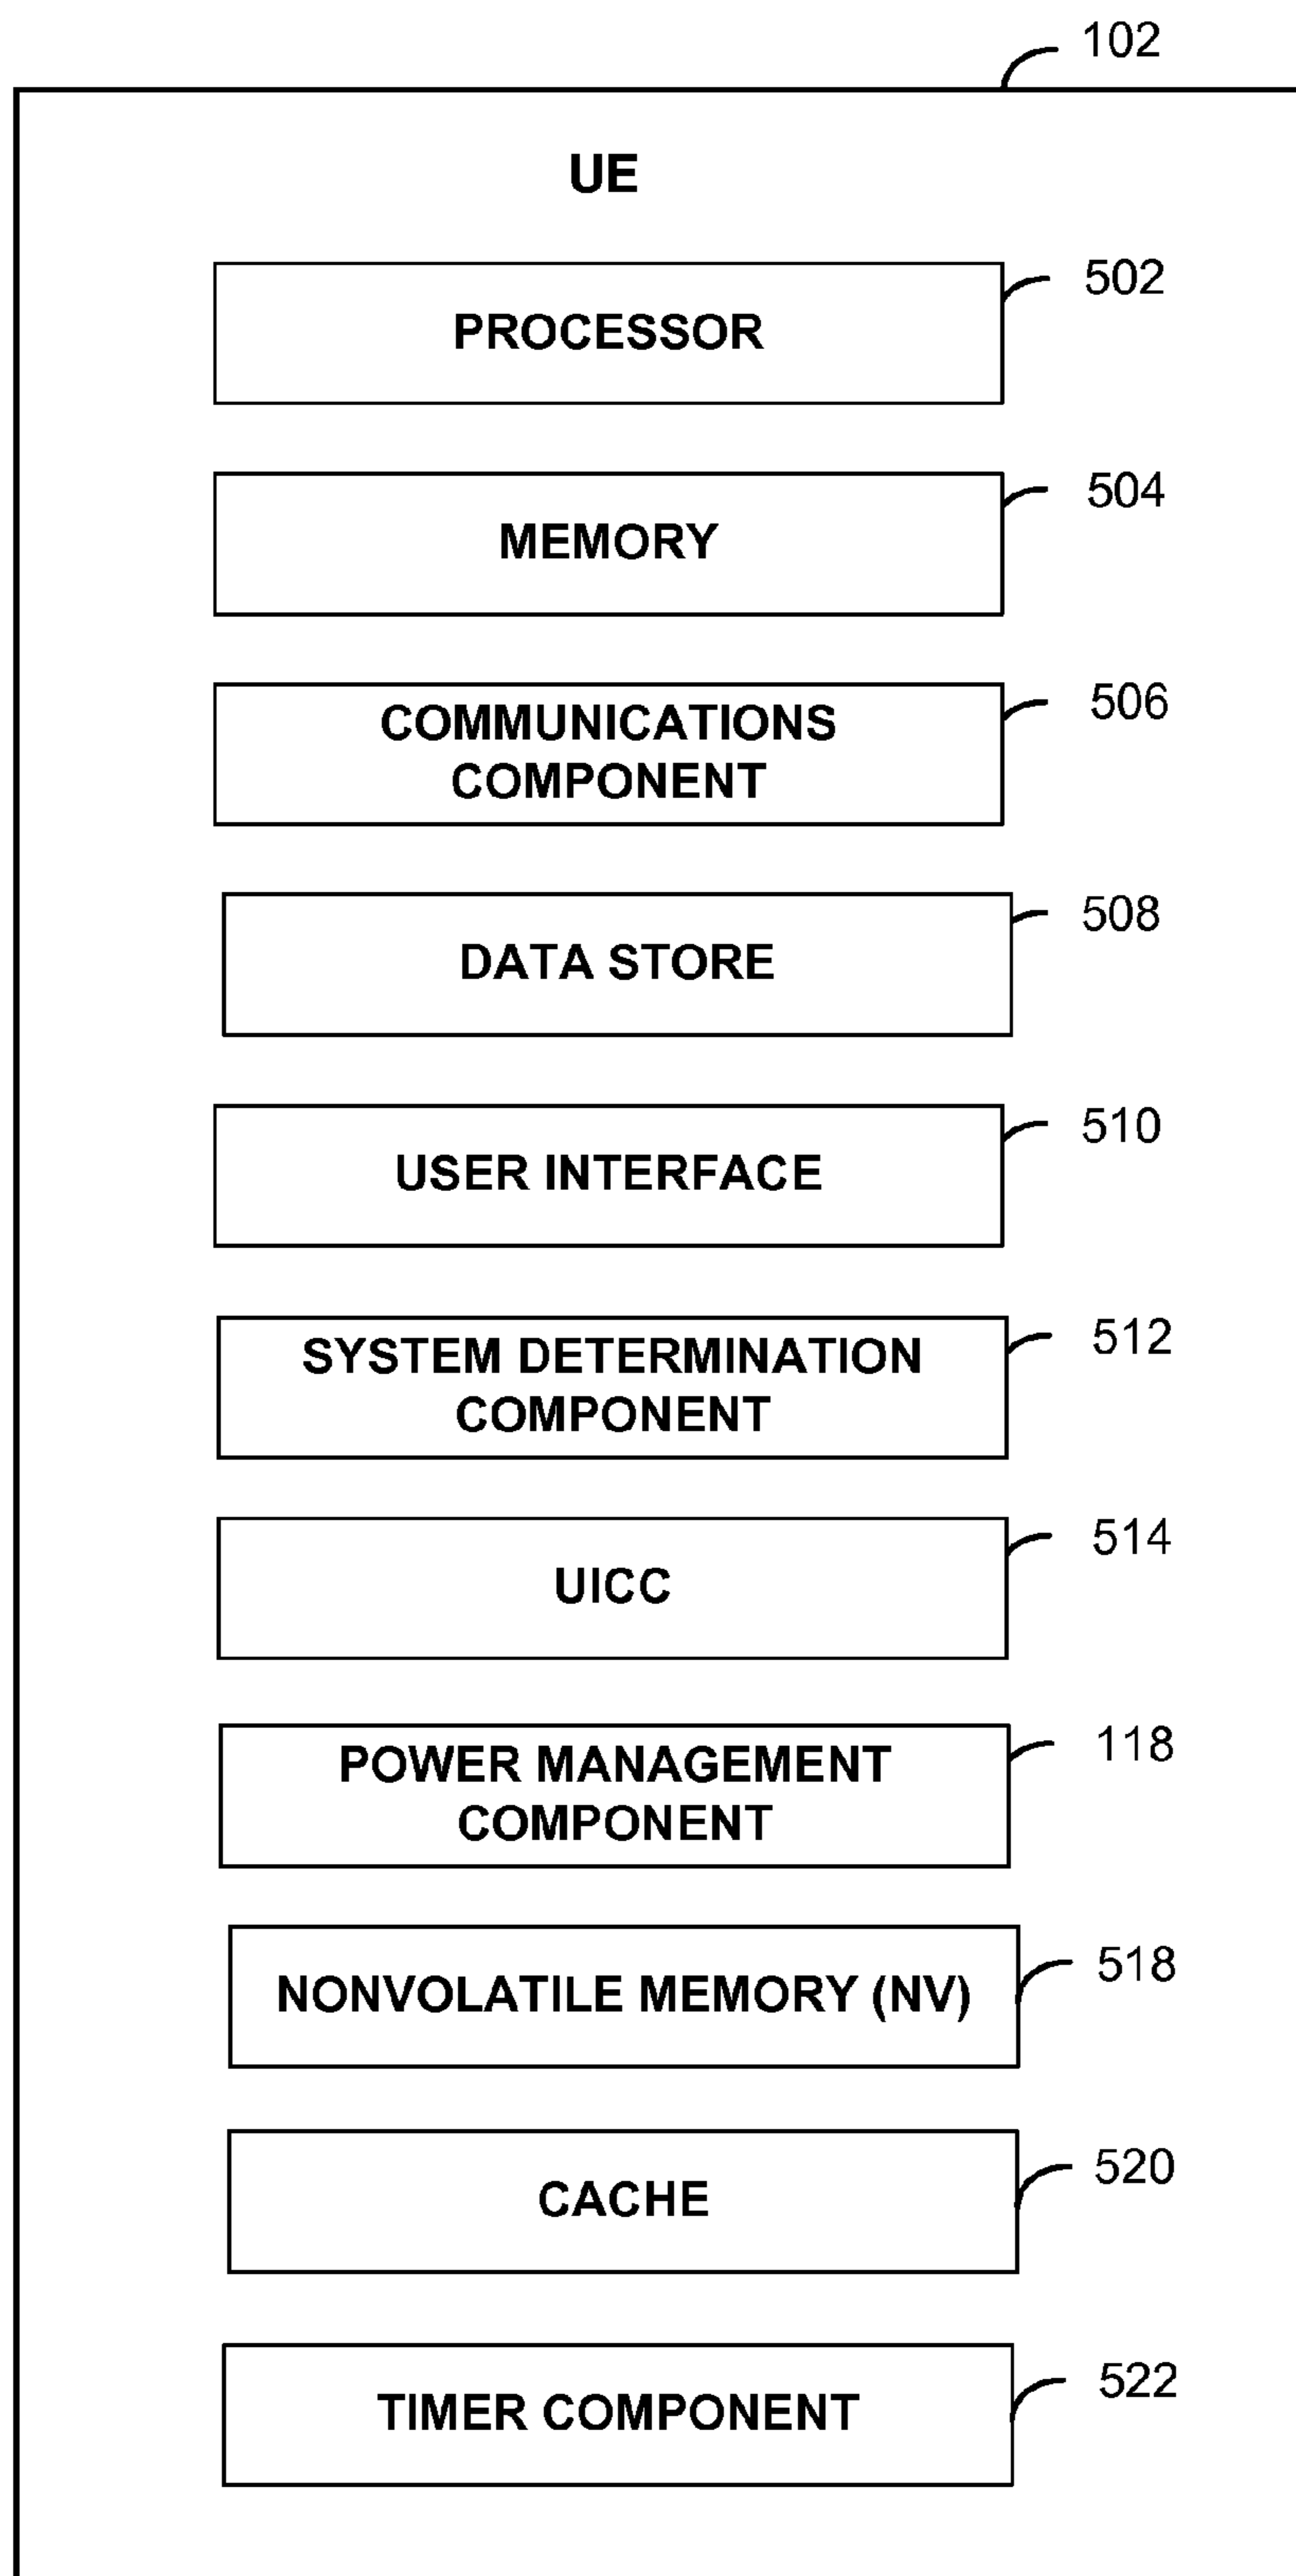 102
UE
PROCESSOR
502
MEMORY
504
COMMUNICATIONS
COMPONENT
506
DATA STORE
508
USER INTERFACE
510
SYSTEM DETERMINATION
COMPONENT
512
UICC
514
POWER MANAGEMENT
COMPONENT
118
NONVOLATILE MEMORY (NV)
518
CACHE
520
TIMER COMPONENT
522